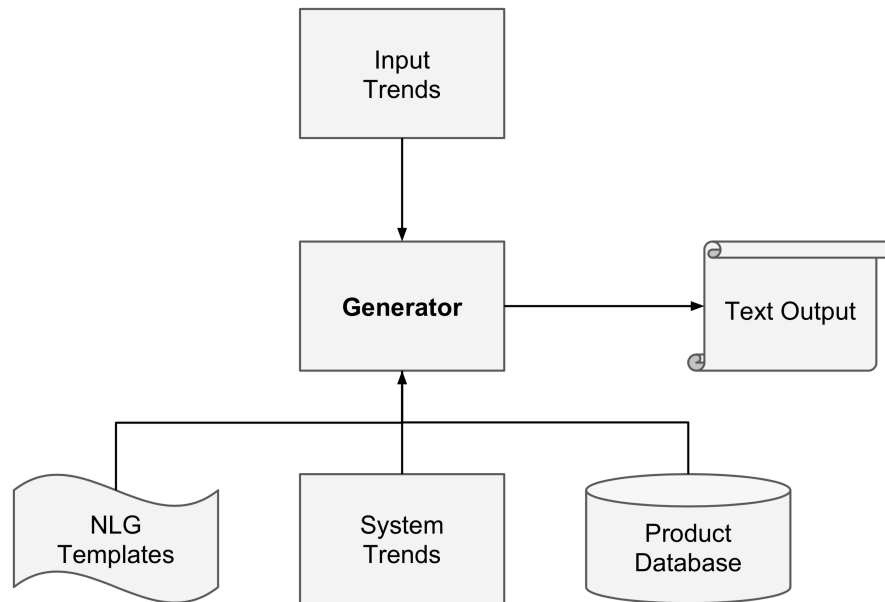 Input
Trends
Generator
Text Output
NLG
Templates
System
Trends
Product
Database